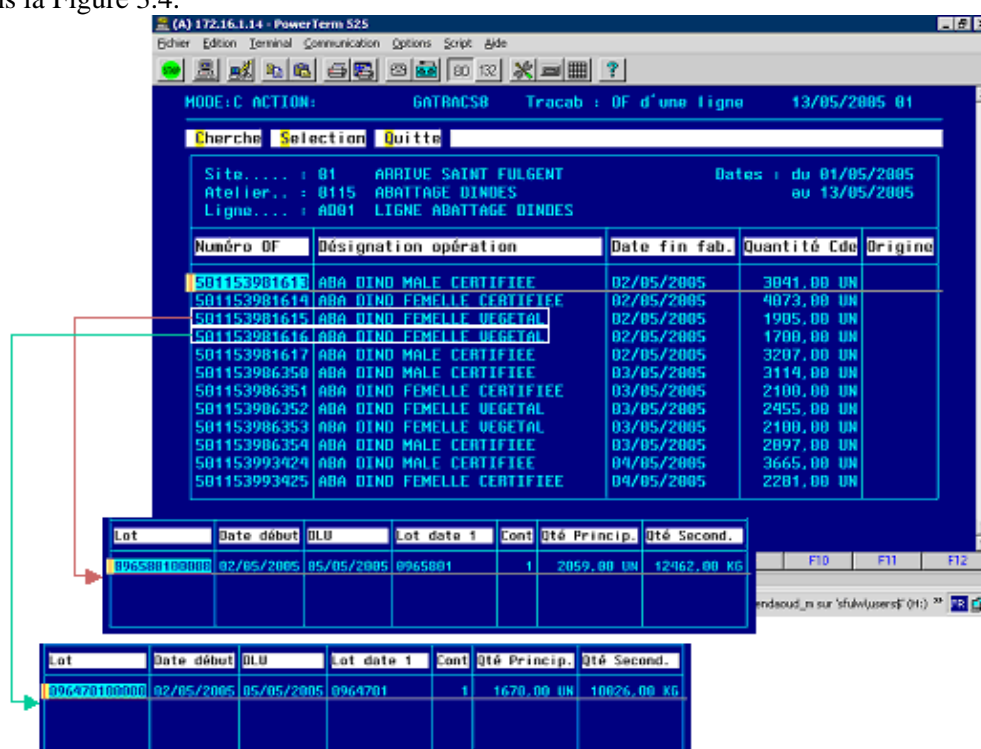 ns la Figure 3.4.
(A) 172.16.1.14 - PowerTerm 525
Fichier Edition Terminal Communication Options Script Aide
80 132
MODE:C ACTION: GATRACS8 Tracab : OF d'une ligne 13/05/2005 01
Cherche Selection Quitte
Site..... : 01 ARRIVE SAINT FULGENT Dates : du 01/05/2005
Atelier.. : 0115 ABATTAGE DINDES au 13/05/2005
Ligne.... : AD01 LIGNE ABATTAGE DINDES
Numéro OF Désignation opération Date fin fab. Quantité Cde Origine
501153981613 ABA DIND MALE CERTIFIEE 02/05/2005 3041,00 UN
501153981614 ABA DIND FEMELLE CERTIFIEE 02/05/2005 4073,00 UN
501153981615 ABA DIND FEMELLE VEGETAL 02/05/2005 1905,00 UN
501153981616 ABA DIND FEMELLE VEGETAL 02/05/2005 1700,00 UN
501153981617 ABA DIND MALE CERTIFIEE 02/05/2005 3207,00 UN
501153986350 ABA DIND MALE CERTIFIEE 03/05/2005 3114,00 UN
501153986351 ABA DIND FEMELLE CERTIFIEE 03/05/2005 2100,00 UN
501153986352 ABA DIND FEMELLE VEGETAL 03/05/2005 2455,00 UN
501153986353 ABA DIND FEMELLE VEGETAL 03/05/2005 2100,00 UN
501153986354 ABA DIND MALE CERTIFIEE 03/05/2005 2897,00 UN
501153993424 ABA DIND MALE CERTIFIEE 04/05/2005 3665,00 UN
501153993425 ABA DIND FEMELLE CERTIFIEE 04/05/2005 2281,00 UN
Lot Date début DLU Lot date 1 Cont Qté Princip. Qté Second.
096588100000 02/05/2005 05/05/2005 0965881 1 2059,00 UN 12462,00 KG
F10 F11 F12
endaoud_m sur 'sfulw\users$' (H:) » FR
Lot Date début DLU Lot date 1 Cont Qté Princip. Qté Second.
096470100000 02/05/2005 05/05/2005 0964701 1 1670,00 UN 10026,00 KG